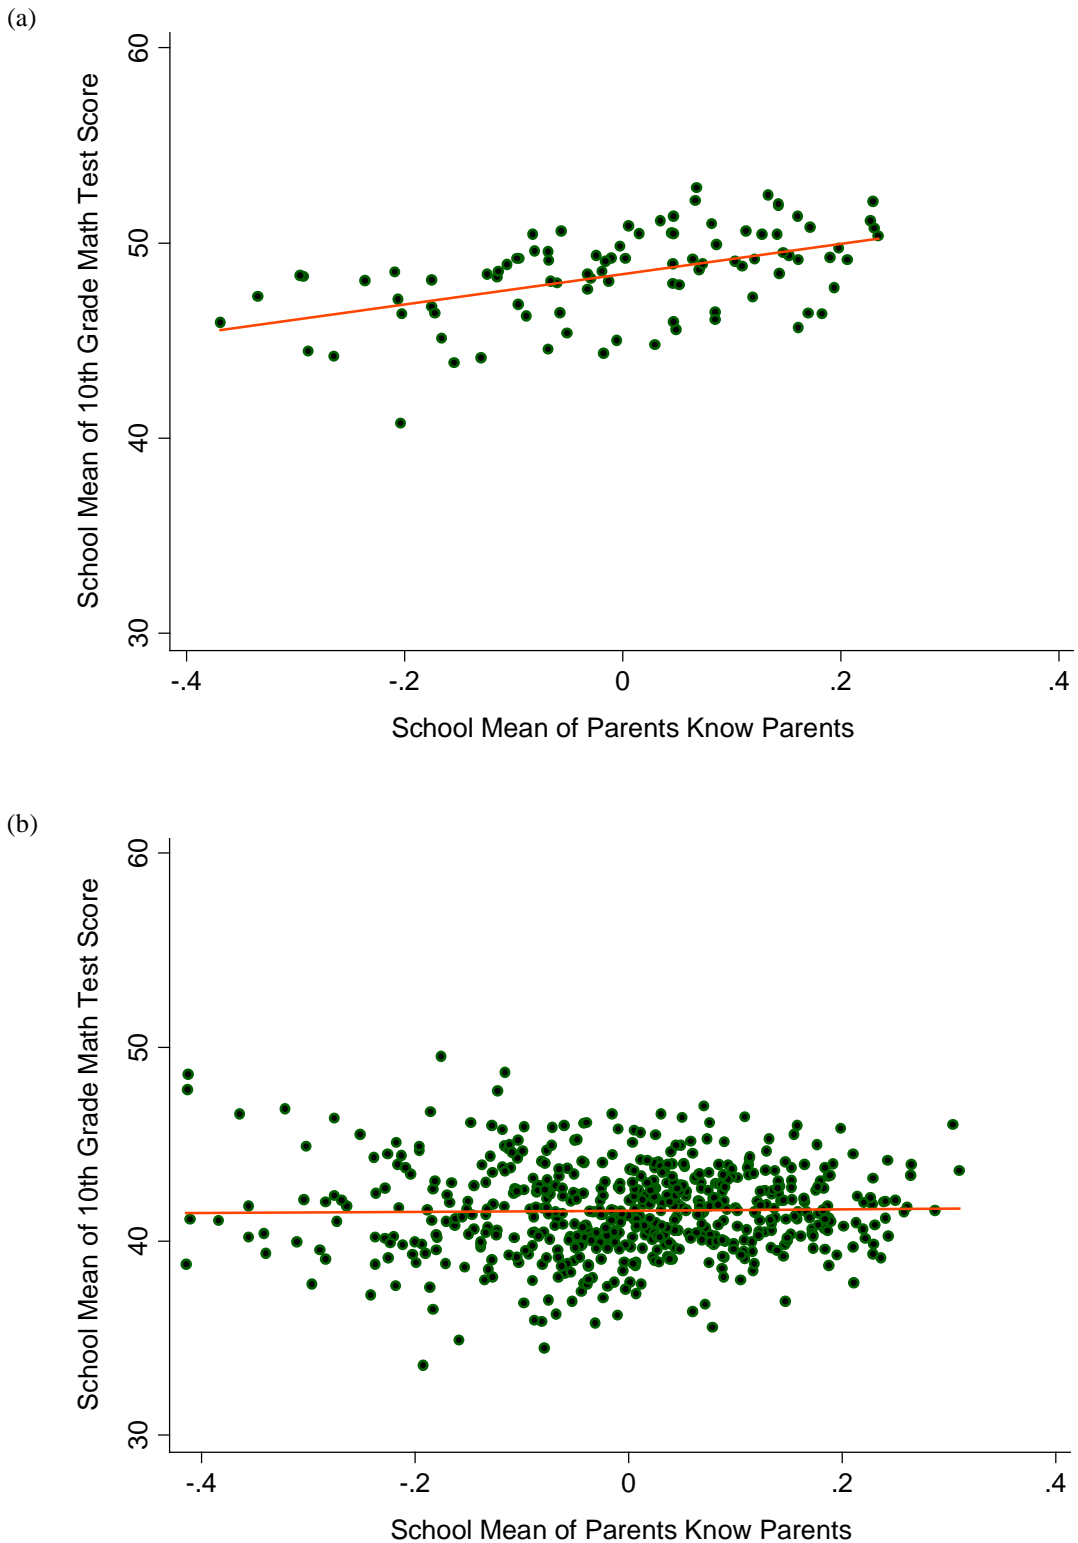 (a)
School Mean of 10th Grade Math Test Score
60
50
40
30
-.4 -.2 0 .2 .4
School Mean of Parents Know Parents
(b)
School Mean of 10th Grade Math Test Score
60
50
40
30
-.4 -.2 0 .2 .4
School Mean of Parents Know Parents